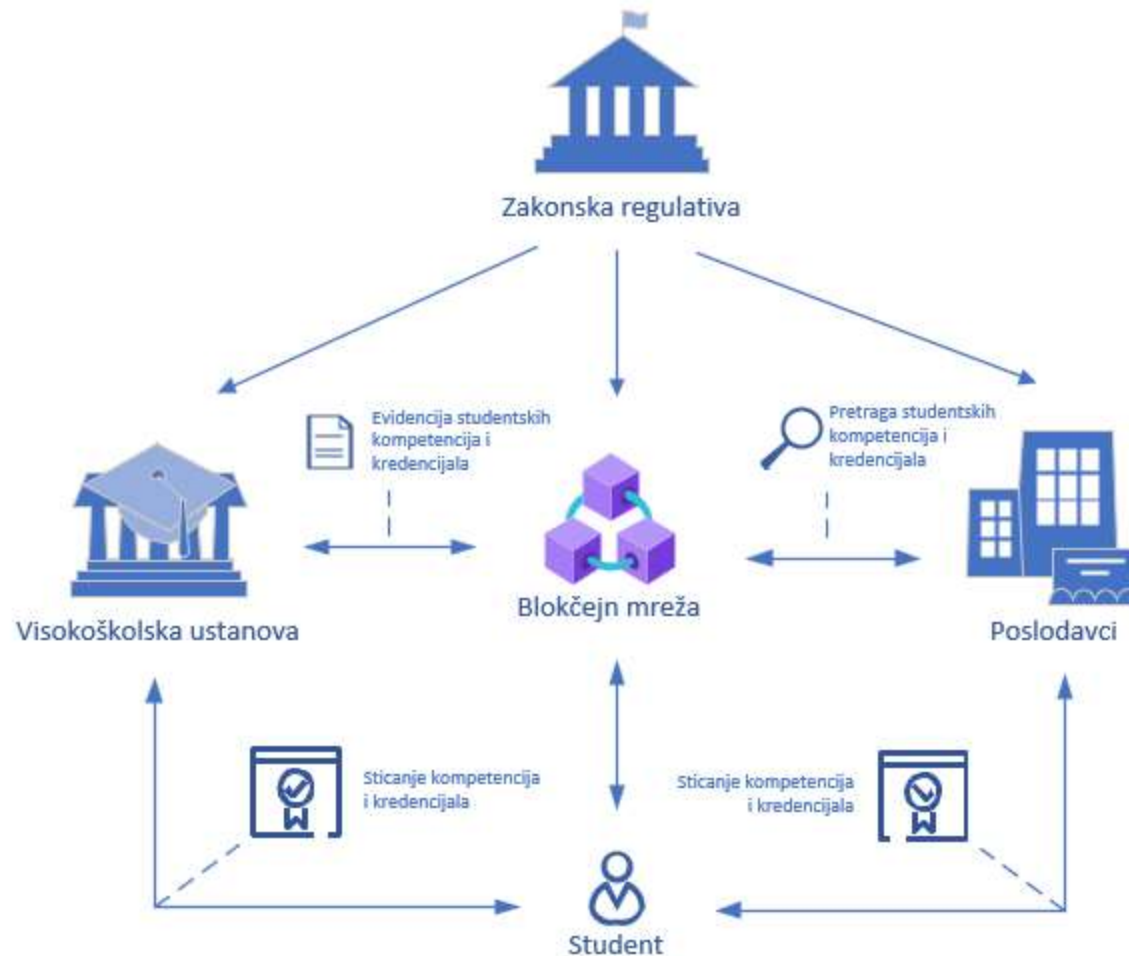 Zakonska regulativa
Evidencija studentskih
kompetencija i
kredencijala
Pretraga studentskih
kompetencija i
kredencijala
Visokoškolska ustanova
Blokčejn mreža
Poslodavci
Sticanje kompetencija
i kredencijala
Sticanje kompetencija
i kredencijala
Student